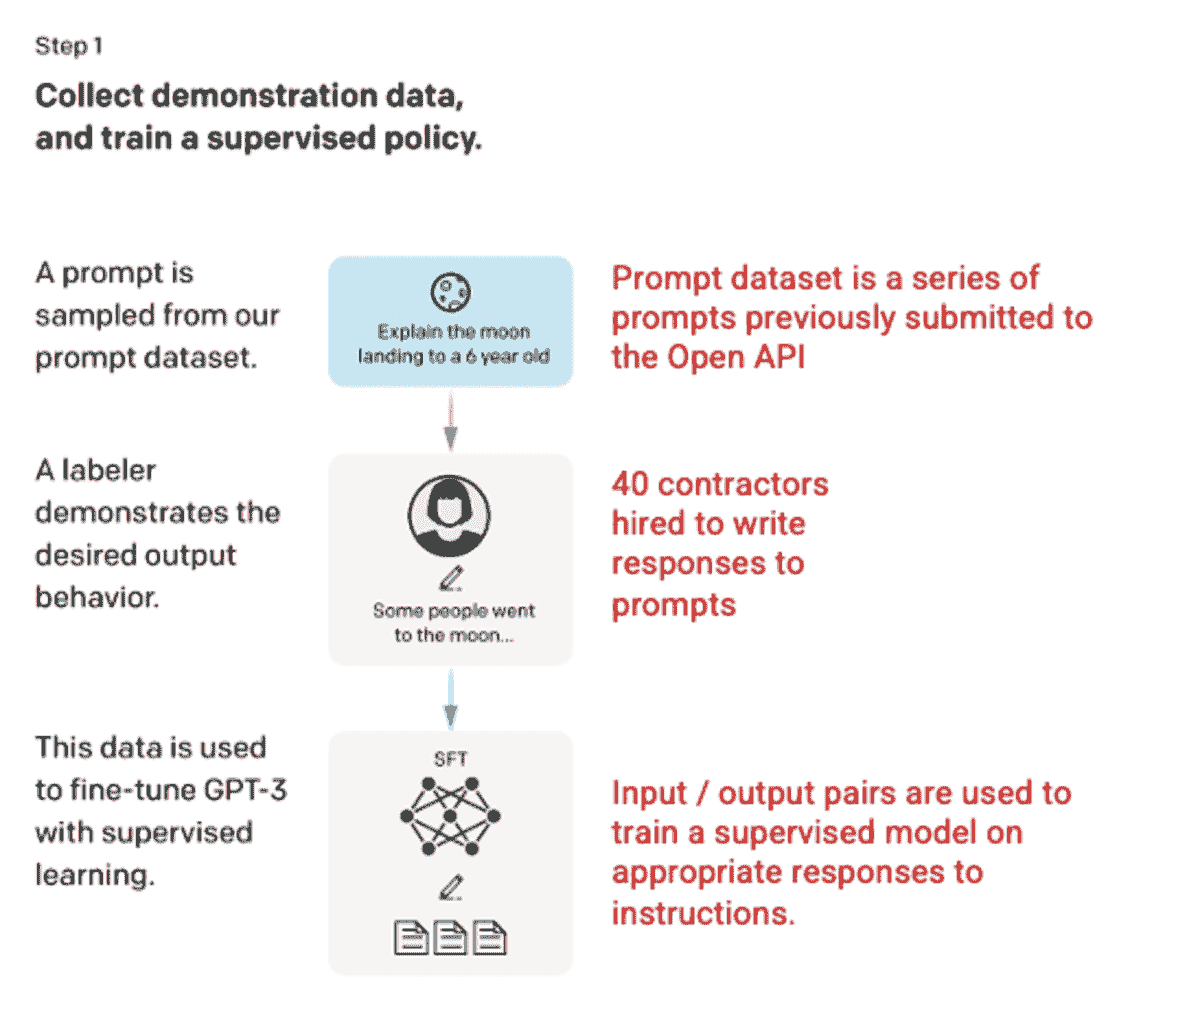 Step 1
Collect demonstration data,
and train a supervised policy.
A prompt is
sampled from our
prompt dataset.
Explain the moon
landing to a 6 year old
Prompt dataset is a series of
prompts previously submitted to
the Open API
A labeler
demonstrates the
desired output
behavior.
Some people went
to the moon...
40 contractors
hired to write
responses to
prompts
This data is used
to fine-tune GPT-3
with supervised
learning.
SFT
Input / output pairs are used to
train a supervised model on
appropriate responses to
instructions.